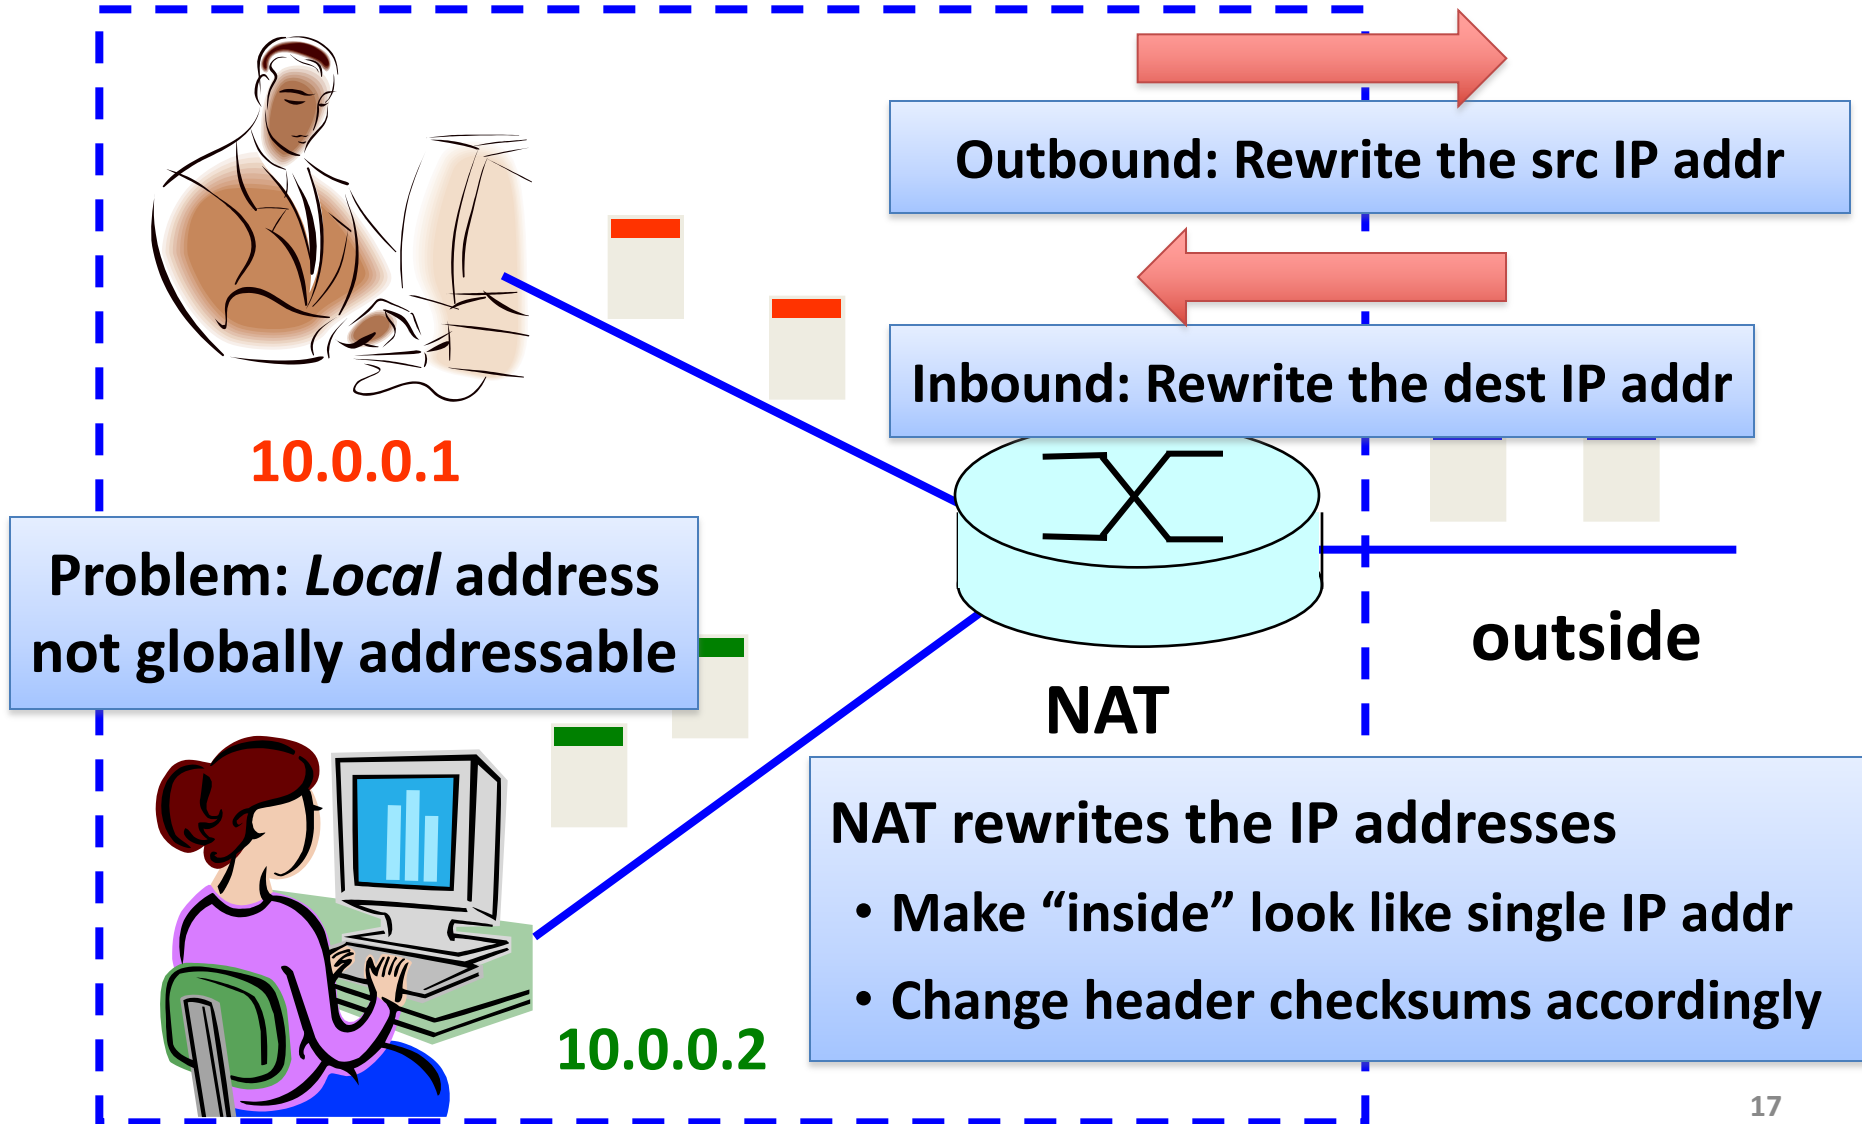 Outbound: Rewrite the src IP addr
Inbound: Rewrite the dest IP addr
10.0.0.1
Problem: Local address
not globally addressable
outside
NAT
NAT rewrites the IP addresses
• Make “inside” look like single IP addr
• Change header checksums accordingly
10.0.0.2
17